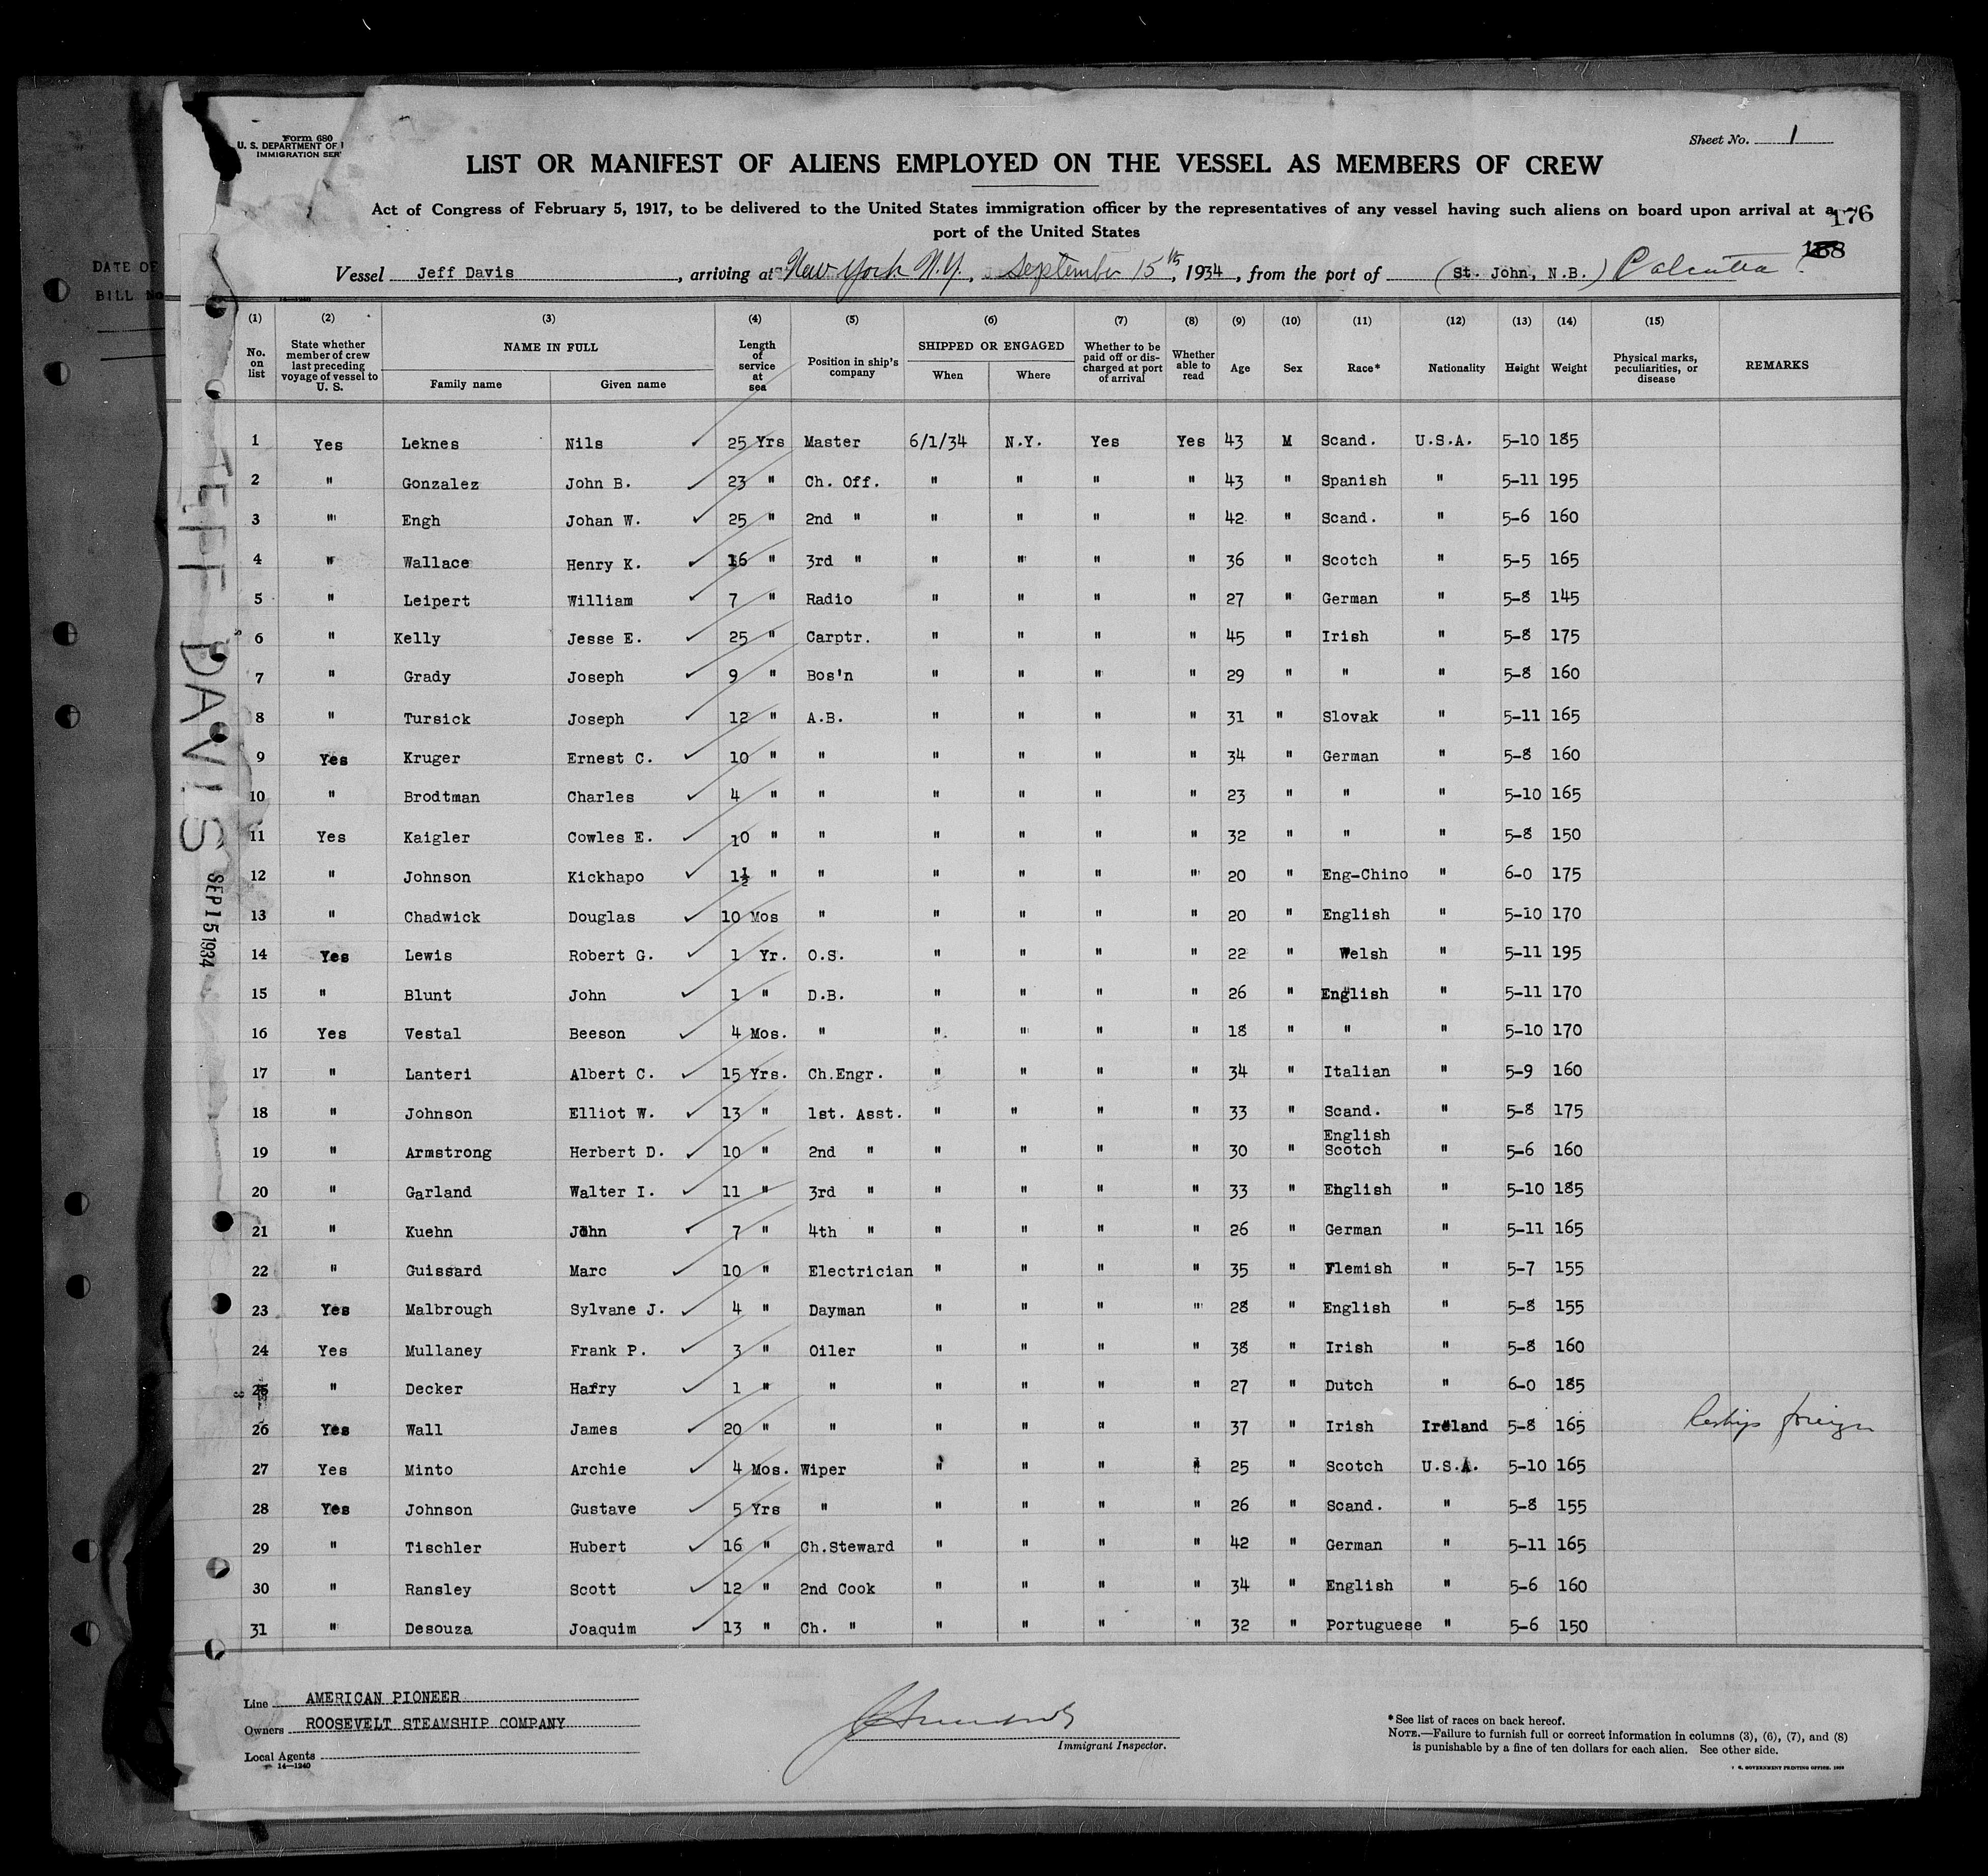 Form 680
U. S. DEPARTMENT OF
IMMIGRATION SER
Sheet No. 1
LIST OR MANIFEST OF ALIENS EMPLOYED ON THE VESSEL AS MEMBERS OF CREW
Act of Congress of February 5, 1917, to be delivered to the United States immigration officer by the representatives of any vessel having such aliens on board upon arrival at a
port of the United States
176
Vessel Jeff Davis, arriving at New York N.Y., September 15th, 1934, from the port of (St. John, N.B.) Calcutta
DATE OF
BILL No
JEFF DAVIS
SEP 15 1934
(1) (2) (3) (4) (5) (6) (7) (8) (9) (10) (11) (12) (13) (14) (15)
No. on list State whether member of crew last preceding voyage of vessel to U. S. NAME IN FULL Family name Given name Length of service at sea Position in ship's company SHIPPED OR ENGAGED When Where Whether to be paid off or discharged at port of arrival Whether able to read Age Sex Race* Nationality Height Weight Physical marks, peculiarities, or disease REMARKS
1 Yes Leknes Nils 25 Yrs Master 6/1/34 N.Y. Yes Yes 43 M Scand. U.S.A. 5-10 185
2 " Gonzalez John B. 23 " Ch. Off. " " " " 43 " Spanish " 5-11 195
3 " Engh Johan W. 25 " 2nd " " " " " 42 " Scand. " 5-6 160
4 " Wallace Henry K. 16 " 3rd " " " " " 36 " Scotch " 5-5 165
5 " Leipert William 7 " Radio " " " " 27 " German " 5-8 145
6 " Kelly Jesse E. 25 " Carptr. " " " " 45 " Irish " 5-8 175
7 " Grady Joseph 9 " Bos'n " " " " 29 " " " 5-8 160
8 " Tursick Joseph 12 " A.B. " " " " 31 " Slovak " 5-11 165
9 Yes Kruger Ernest C. 10 " " " " " " 34 " German " 5-8 160
10 " Brodtman Charles 4 " " " " " " 23 " " " 5-10 165
11 Yes Kaigler Cowles E. 10 " " " " " " 32 " " " 5-8 150
12 " Johnson Kickhapo 1½ " " " " " " 20 " Eng-Chino " 6-0 175
13 " Chadwick Douglas 10 Mos " " " " " 20 " English " 5-10 170
14 Yes Lewis Robert G. 1 Yr. O.S. " " " " 22 " Welsh " 5-11 195
15 " Blunt John 1 " D.B. " " " " 26 " English " 5-11 170
16 Yes Vestal Beeson 4 Mos. " " " " " 18 " " " 5-10 170
17 " Lanteri Albert C. 15 Yrs. Ch.Engr. " " " " 34 " Italian " 5-9 160
18 " Johnson Elliot W. 13 " 1st. Asst. " " " " 33 " Scand. " 5-8 175
19 " Armstrong Herbert D. 10 " 2nd " " " " " 30 " English Scotch " 5-6 160
20 " Garland Walter I. 11 " 3rd " " " " " 33 " English " 5-10 185
21 " Kuehn John 7 " 4th " " " " " 26 " German " 5-11 165
22 " Guissard Marc 10 " Electrician " " " " 35 " Flemish " 5-7 155
23 Yes Malbrough Sylvane J. 4 " Dayman " " " " 28 " English " 5-8 155
24 Yes Mullaney Frank P. 3 " Oiler " " " " 38 " Irish " 5-8 160
25 " Decker Harry 1 " " " " " " 27 " Dutch " 6-0 185
26 Yes Wall James 20 " " " " " " 37 " Irish Ireland 5-8 165 Reships foreign
27 Yes Minto Archie 4 Mos. Wiper " " " " 25 " Scotch U.S.A. 5-10 165
28 Yes Johnson Gustave 5 Yrs " " " " " 26 " Scand. " 5-8 155
29 " Tischler Hubert 16 " Ch.Steward " " " " 42 " German " 5-11 165
30 " Ransley Scott 12 " 2nd Cook " " " " 34 " English " 5-6 160
31 " Desouza Joaquim 13 " Ch. " " " " " 32 " Portuguese " 5-6 150
Line AMERICAN PIONEER
Owners ROOSEVELT STEAMSHIP COMPANY
Local Agents
14—1240
Immigrant Inspector.
*See list of races on back hereof.
NOTE.—Failure to furnish full or correct information in columns (3), (6), (7), and (8)
is punishable by a fine of ten dollars for each alien. See other side.
GOVERNMENT PRINTING OFFICE